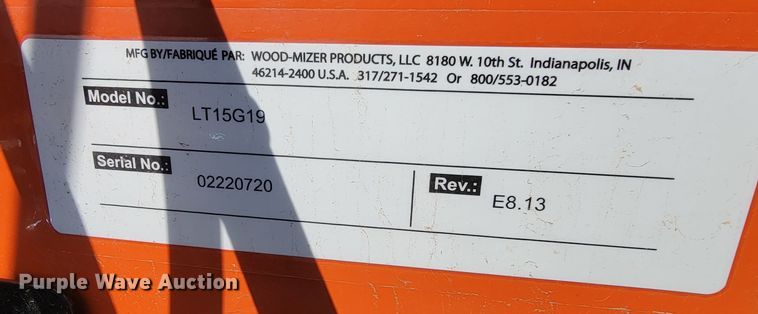 MFG BY/FABRIQUÉ PAR: WOOD-MIZER PRODUCTS, LLC 8180 W. 10th St. Indianapolis, IN
46214-2400 U.S.A. 317/271-1542 Or 800/553-0182
Model No.:
LT15G19
Serial No.:
02220720
Rev.:
E8.13
Purple Wave Auction